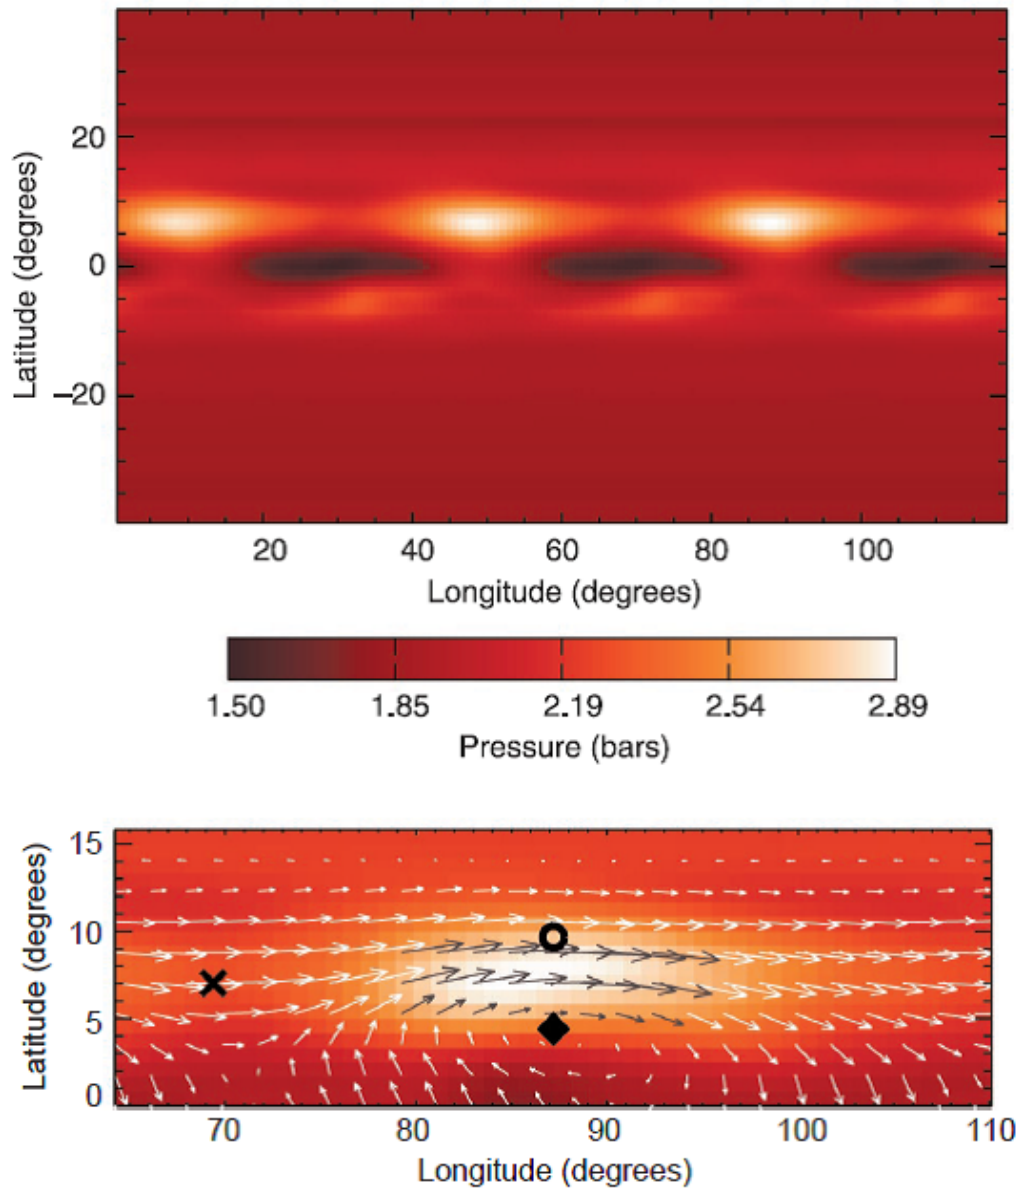 Latitude (degrees)
20
0
−20
20 40 60 80 100
Longitude (degrees)
1.50 1.85 2.19 2.54 2.89
Pressure (bars)
Latitude (degrees)
15
10
5
0
70 80 90 100 110
Longitude (degrees)